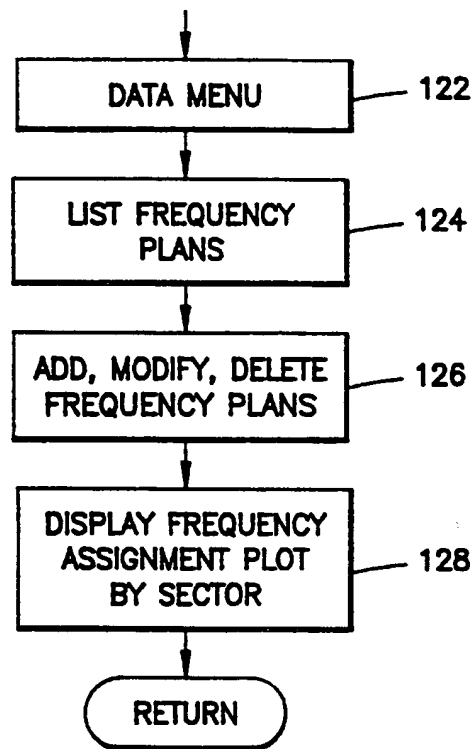 DATA MENU
122
LIST FREQUENCY
PLANS
124
ADD, MODIFY, DELETE
FREQUENCY PLANS
126
DISPLAY FREQUENCY
ASSIGNMENT PLOT
BY SECTOR
128
RETURN